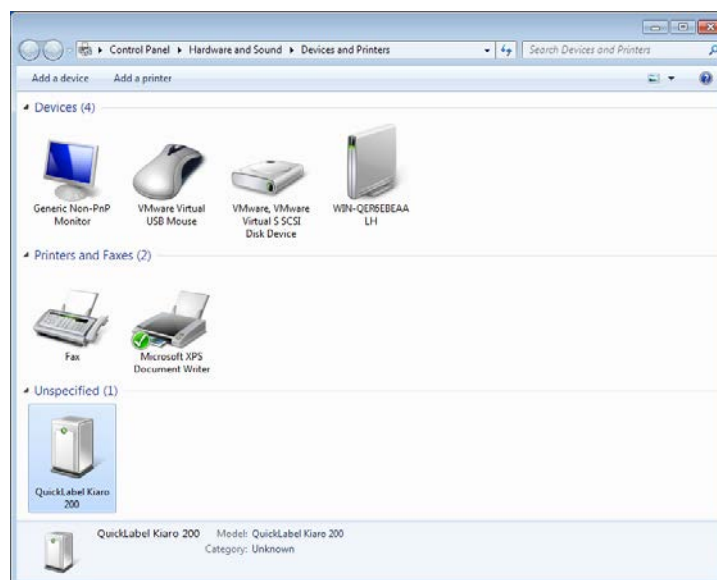 Control Panel ▸ Hardware and Sound ▸ Devices and Printers
Search Devices and Printers
Add a device Add a printer
Devices (4)
Generic Non-PnP Monitor
VMware Virtual USB Mouse
VMware, VMware Virtual S SCSI Disk Device
WIN-QER6EBEAALH
Printers and Faxes (2)
Fax
Microsoft XPS Document Writer
Unspecified (1)
QuickLabel Kiaro 200
QuickLabel Kiaro 200 Model: QuickLabel Kiaro 200
Category: Unknown